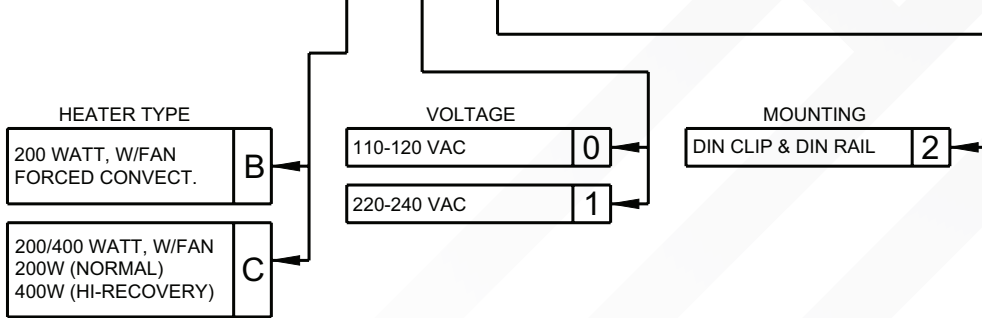 HEATER TYPE
200 WATT, W/FAN
FORCED CONVECT.
B
200/400 WATT, W/FAN
200W (NORMAL)
400W (HI-RECOVERY)
C
VOLTAGE
110-120 VAC
0
220-240 VAC
1
MOUNTING
DIN CLIP & DIN RAIL
2